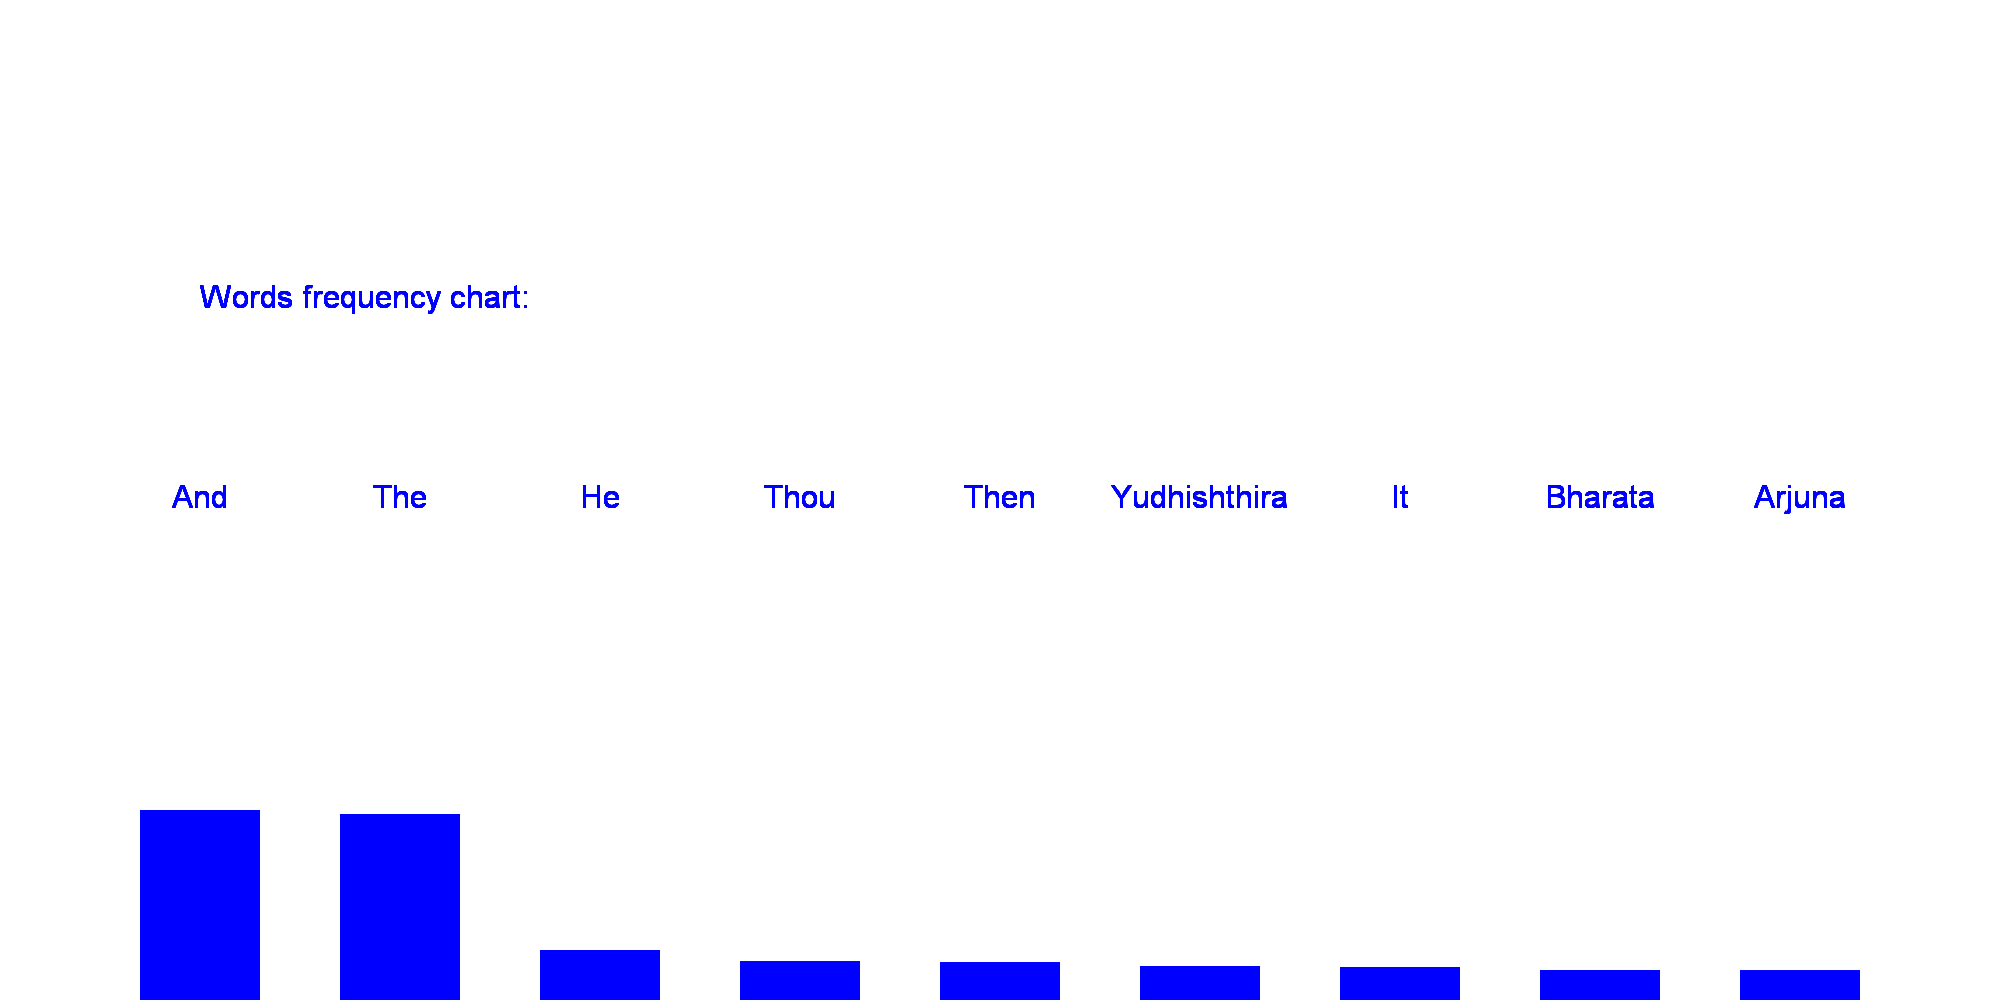 Words frequency chart:
And The He Thou Then Yudhishthira It Bharata Arjuna